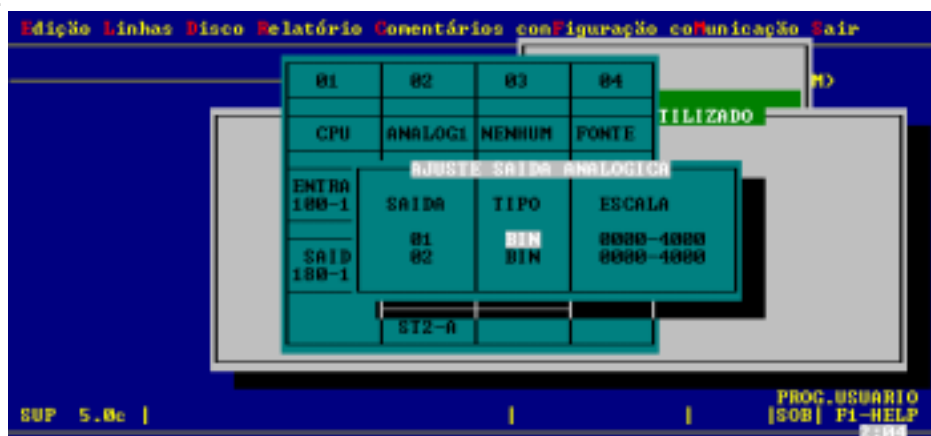 Edição Linhas Disco Relatório Comentários conFiguração coMunicação Sair
M)
01 02 03 04
TILIZADO
CPU ANALOG1 NENHUM FONTE
AJUSTE SAIDA ANALOGICA
ENTRA
100-1 SAIDA TIPO ESCALA
01 BIN 0000-4000
SAID 02 BIN 0000-4000
180-1
ST2-A
PROG.USUARIO
SUP 5.0c | | | |SOB| F1-HELP